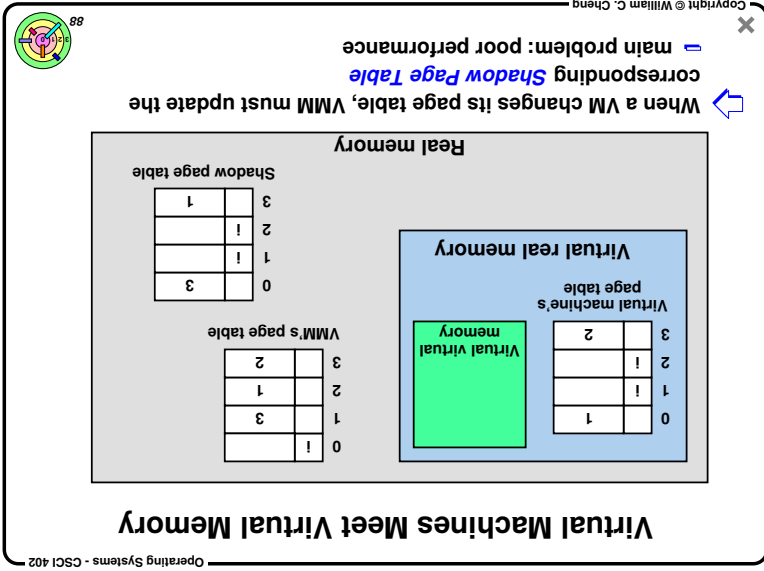 Operating Systems - CSCI 402
Virtual Machines Meet Virtual Memory
0 1
1 i
2 i
3 2
Virtual machine's
page table
Virtual virtual
memory
Virtual real memory
0 i
1 3
2 1
3 2
VMM's page table
0 3
1 i
2 i
3 1
Shadow page table
Real memory
When a VM changes its page table, VMM must update the
corresponding Shadow Page Table
main problem: poor performance
88
Copyright © William C. Cheng